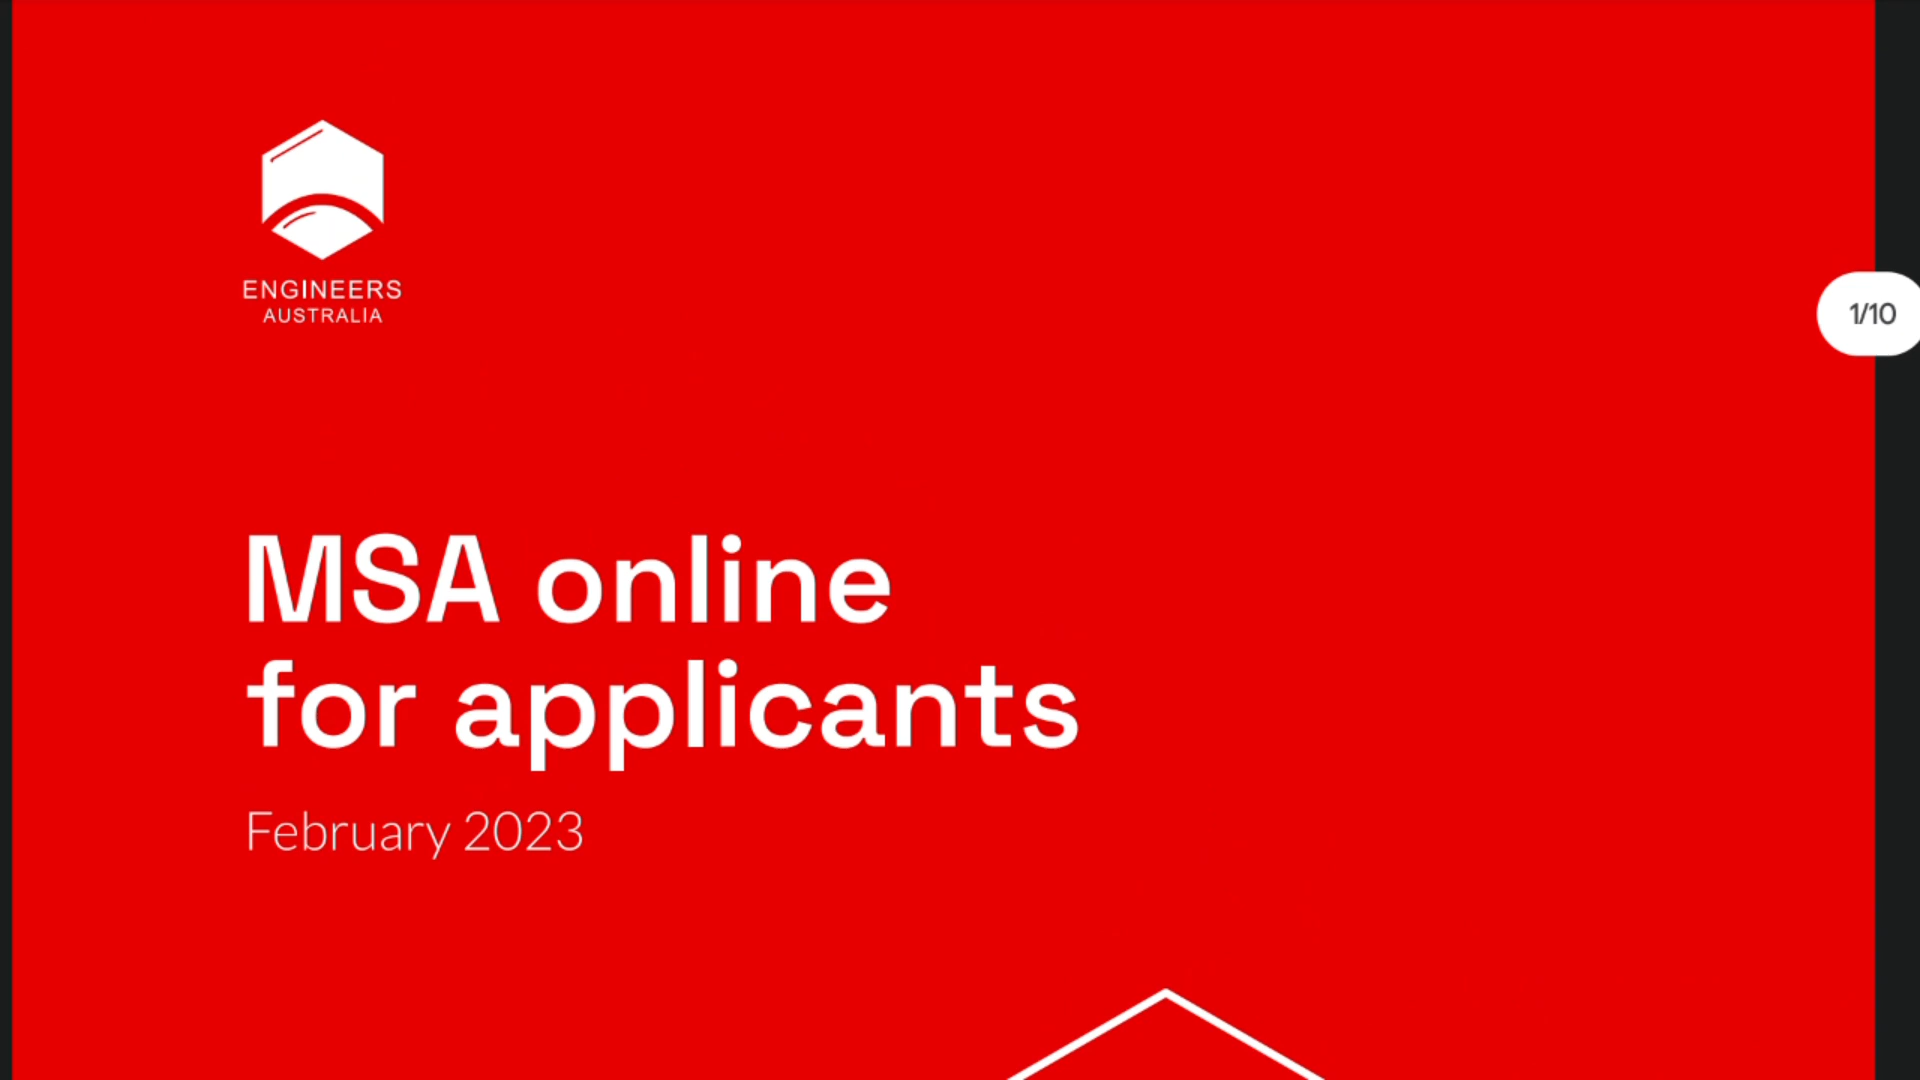 ENGINEERS
AUSTRALIA
1/10
MSA online
for applicants
February 2023